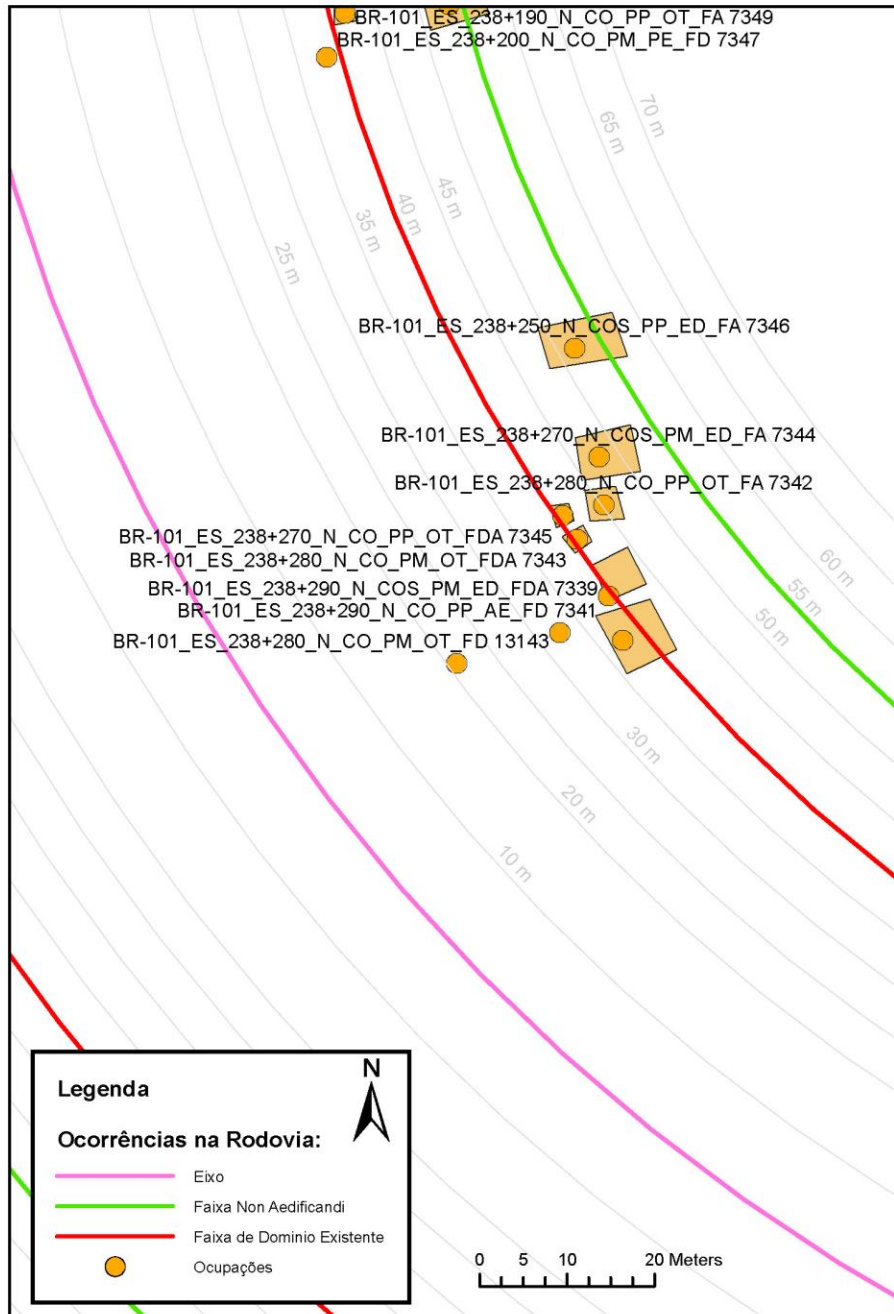 BR-101_ES_238+190_N_CO_PP_OT_FA 7349
BR-101_ES_238+200_N_CO_PM_PE_FD 7347
70 m
65 m
45 m
40 m
35 m
25 m
BR-101_ES_238+250_N_COS_PP_ED_FA 7346
BR-101_ES_238+270_N_COS_PM_ED_FA 7344
BR-101_ES_238+280_N_CO_PP_OT_FA 7342
BR-101_ES_238+270_N_CO_PP_OT_FDA 7345
BR-101_ES_238+280_N_CO_PM_OT_FDA 7343
BR-101_ES_238+290_N_COS_PM_ED_FDA 7339
BR-101_ES_238+290_N_CO_PP_AE_FD 7341
BR-101_ES_238+280_N_CO_PM_OT_FD 13143
60 m
55 m
50 m
30 m
20 m
10 m
N
Legenda
Ocorrências na Rodovia:
Eixo
Faixa Non Aedificandi
Faixa de Dominio Existente
Ocupações
0 5 10 20 Meters